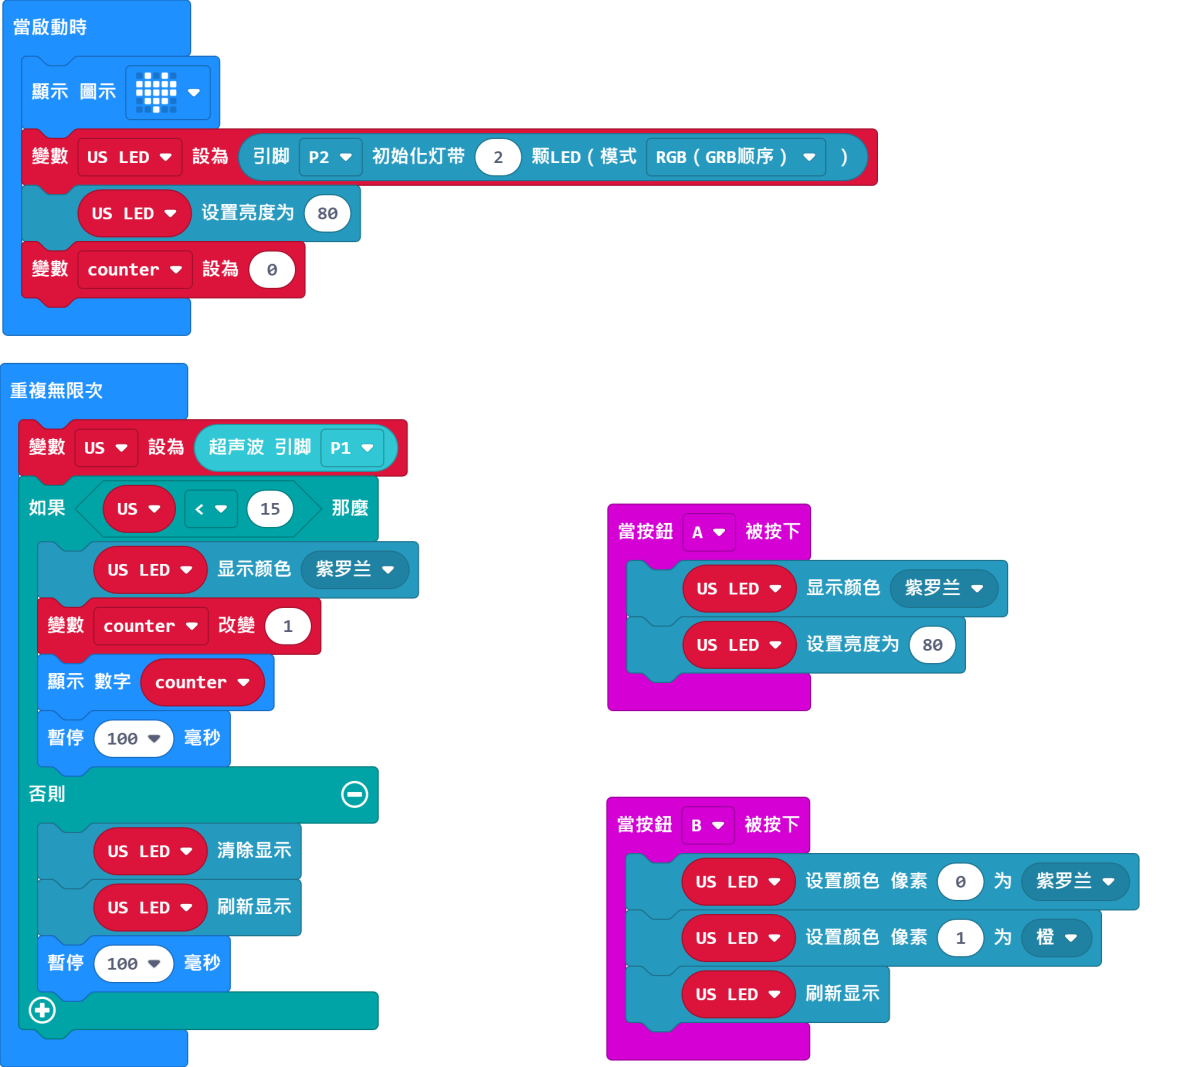 當啟動時
顯示 圖示
變數 US LED 設為 引脚 P2 初始化灯带 2 颗LED（模式 RGB（GRB顺序））
US LED 设置亮度为 80
變數 counter 設為 0
重複無限次
變數 US 設為 超声波 引脚 P1
如果 US < 15 那麼
US LED 显示颜色 紫罗兰
變數 counter 改變 1
顯示 數字 counter
暫停 100 毫秒
否則
US LED 清除显示
US LED 刷新显示
暫停 100 毫秒
當按鈕 A 被按下
US LED 显示颜色 紫罗兰
US LED 设置亮度为 80
當按鈕 B 被按下
US LED 设置颜色 像素 0 为 紫罗兰
US LED 设置颜色 像素 1 为 橙
US LED 刷新显示